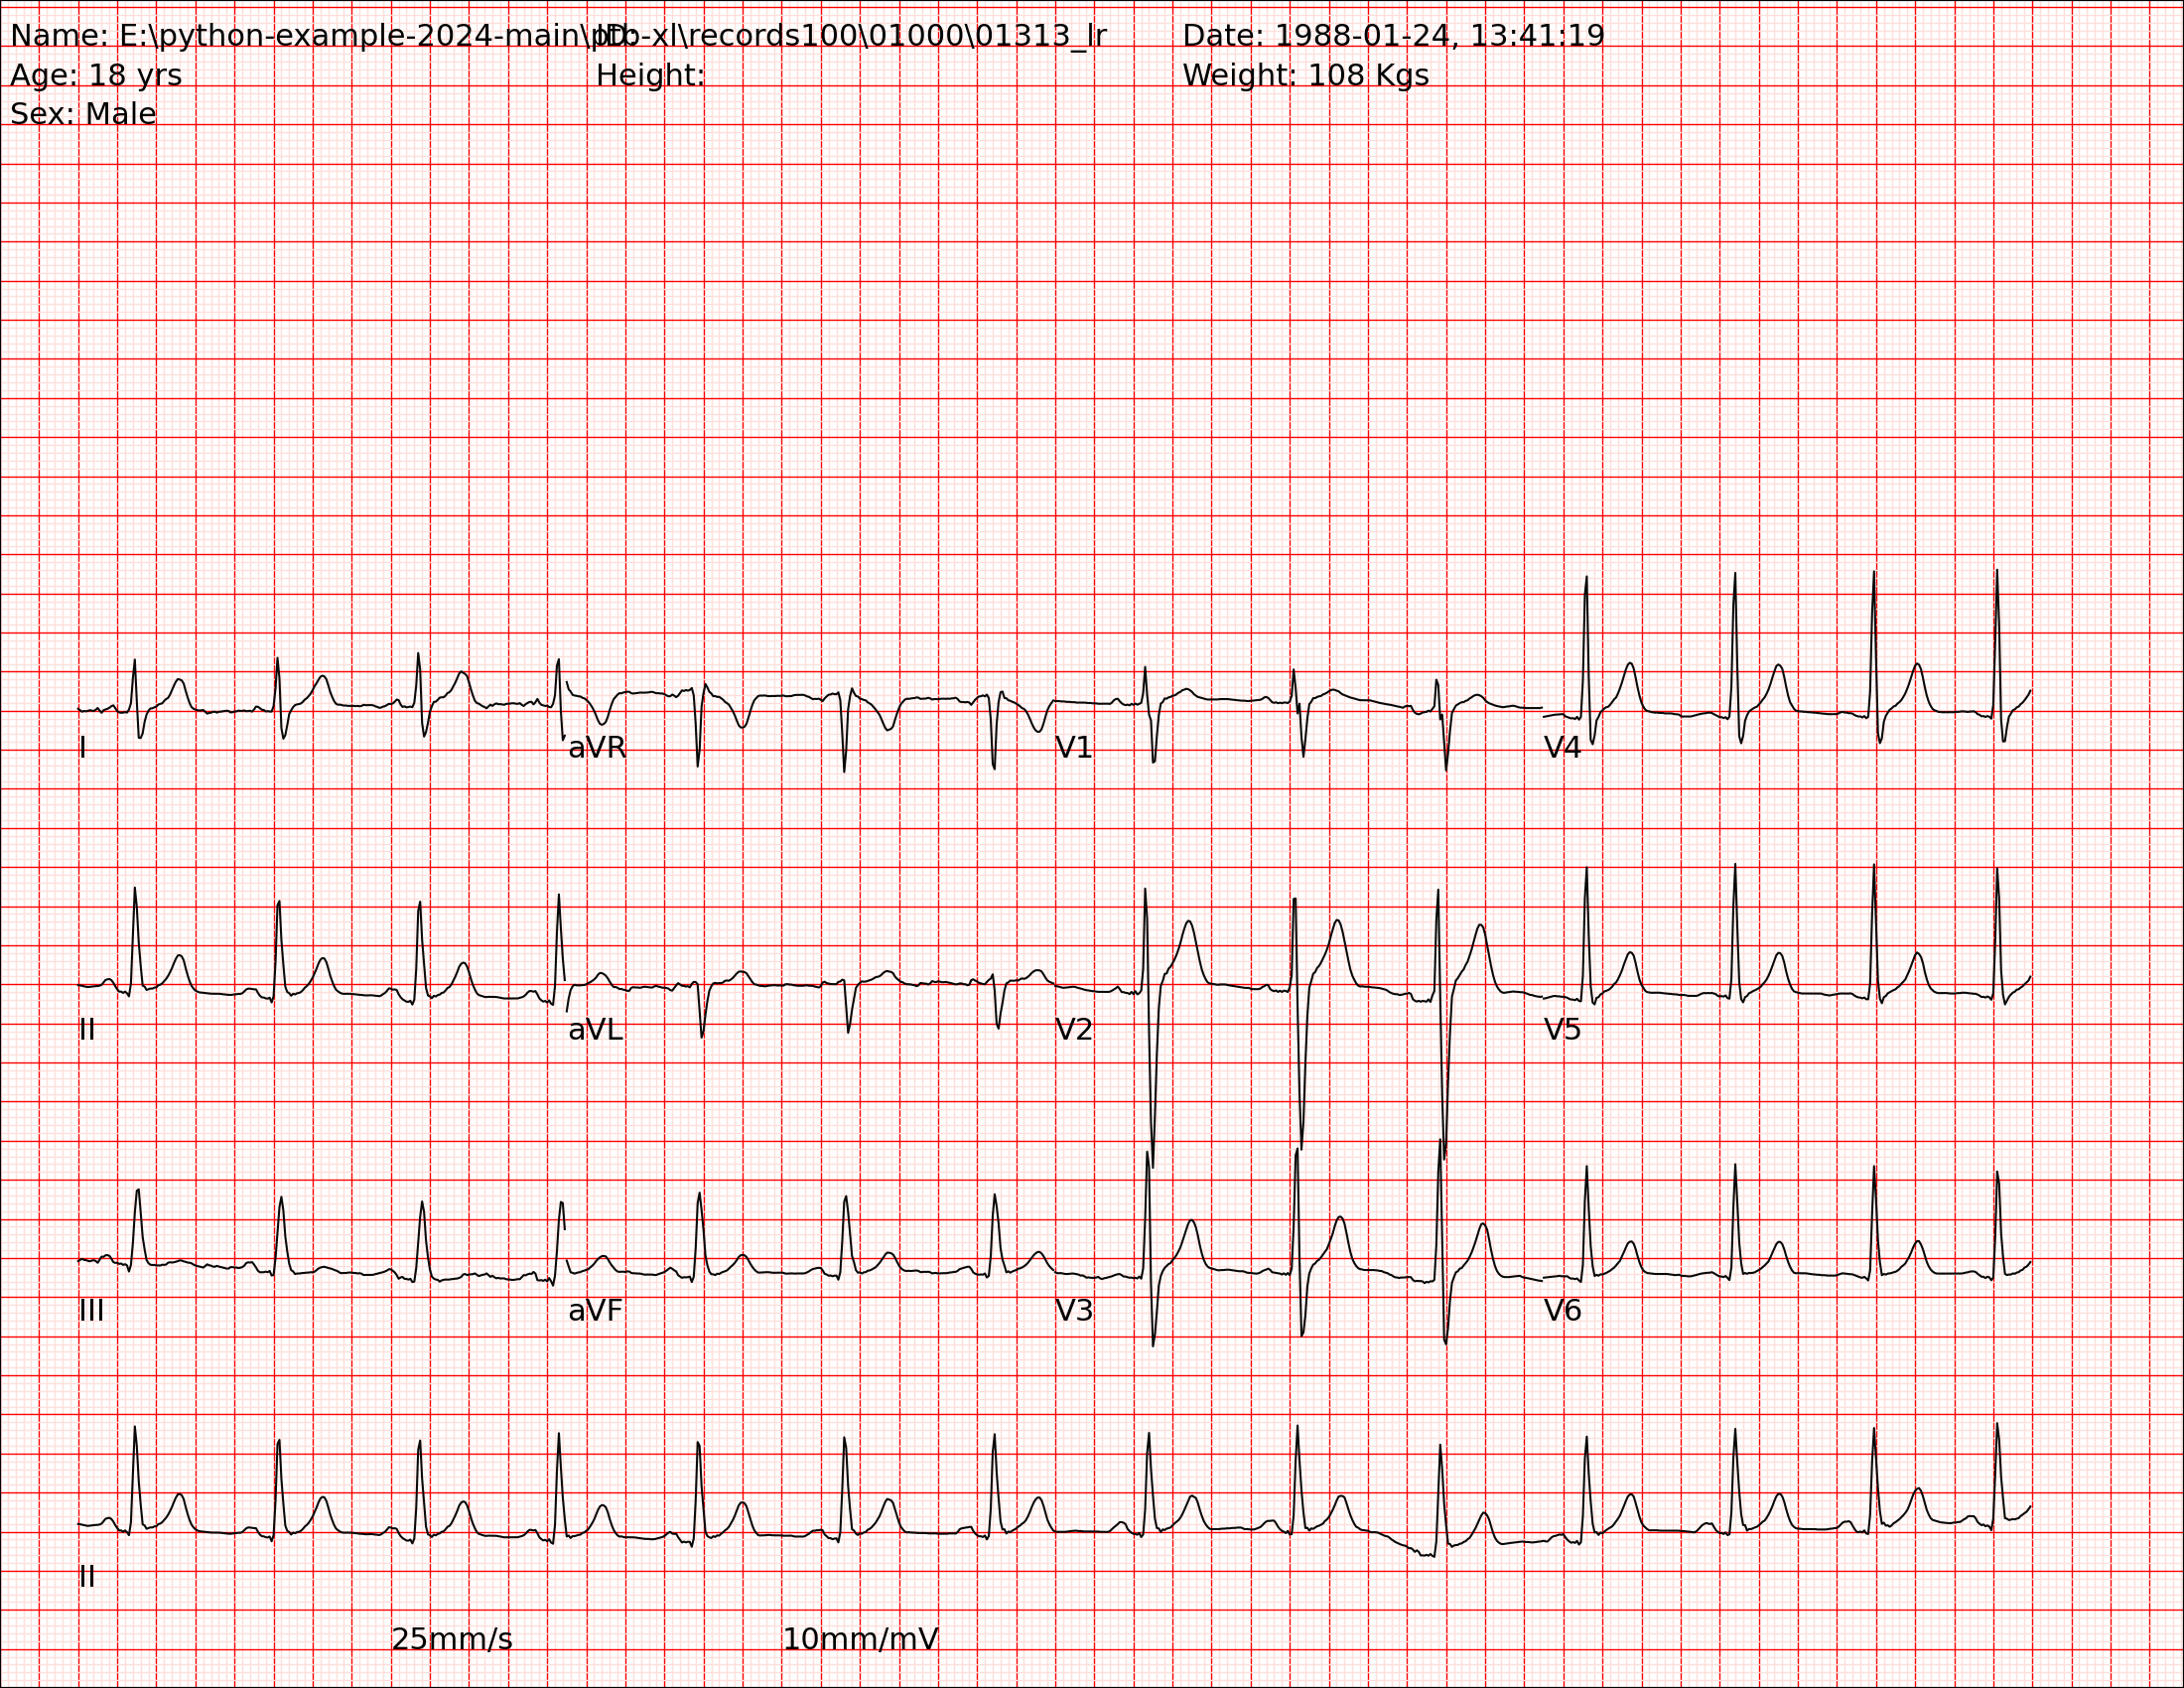 Name: E:\python-example-2024-main\ptb-xl\records100\01000\01313_lr ID: Date: 1988-01-24, 13:41:19
Age: 18 yrs Height: Weight: 108 Kgs
Sex: Male
I aVR V1 V4
II aVL V2 V5
III aVF V3 V6
II
25mm/s 10mm/mV